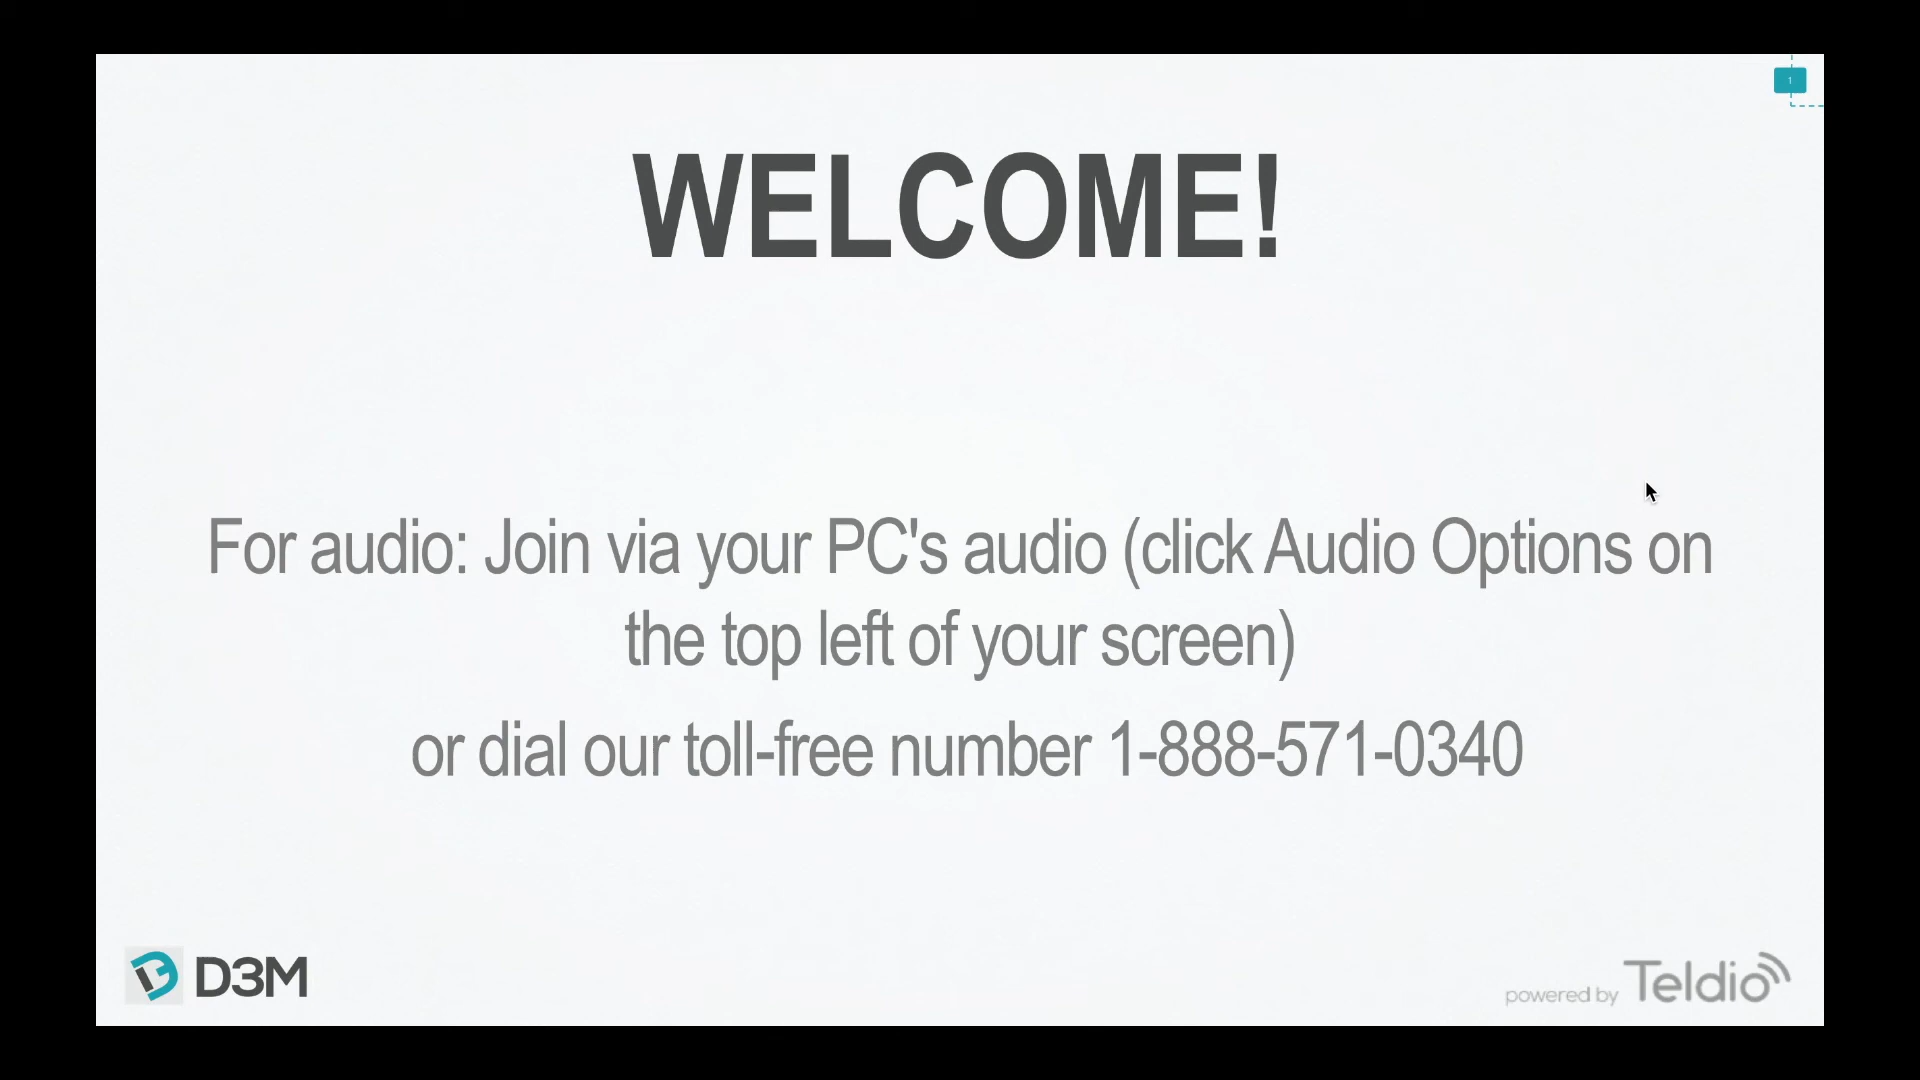 1
WELCOME!
For audio: Join via your PC's audio (click Audio Options on
the top left of your screen)
or dial our toll-free number 1-888-571-0340
D3M
powered by Teldio